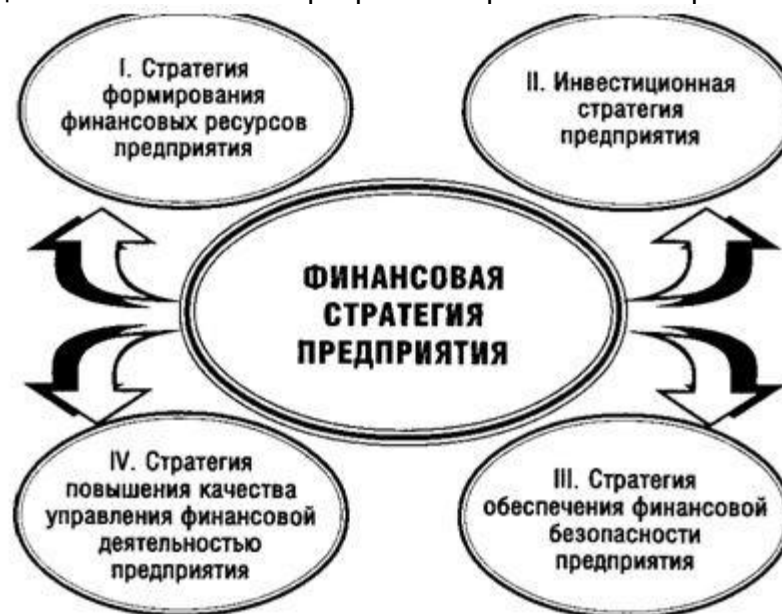 I. Стратегия
формирования
финансовых ресурсов
предприятия
II. Инвестиционная
стратегия
предприятия
ФИНАНСОВАЯ
СТРАТЕГИЯ
ПРЕДПРИЯТИЯ
IV. Стратегия
повышения качества
управления финансовой
деятельностью
предприятия
III. Стратегия
обеспечения финансовой
безопасности
предприятия